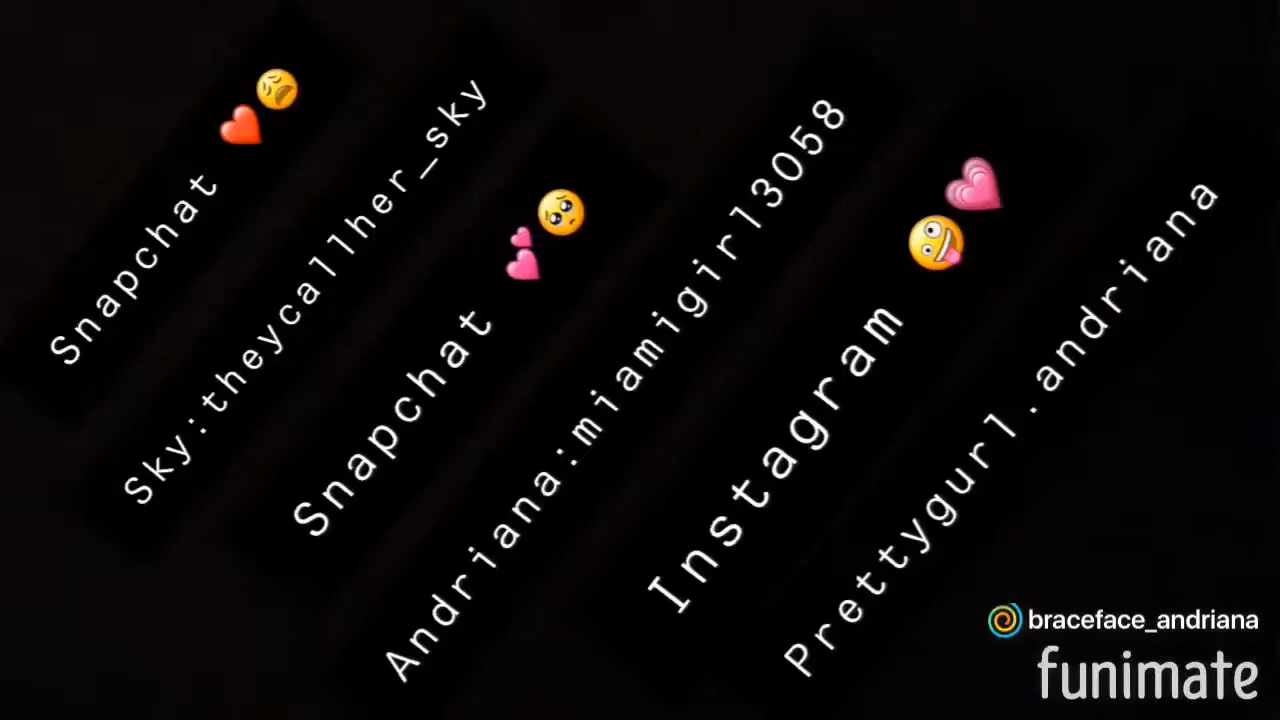 Snapchat ❤️😩
Sky:theycallher_sky
Snapchat 💕🥺
Andriana:miamigirl3058
Instagram 🤪💗
Prettygurl.andriana
braceface_andriana
funimate